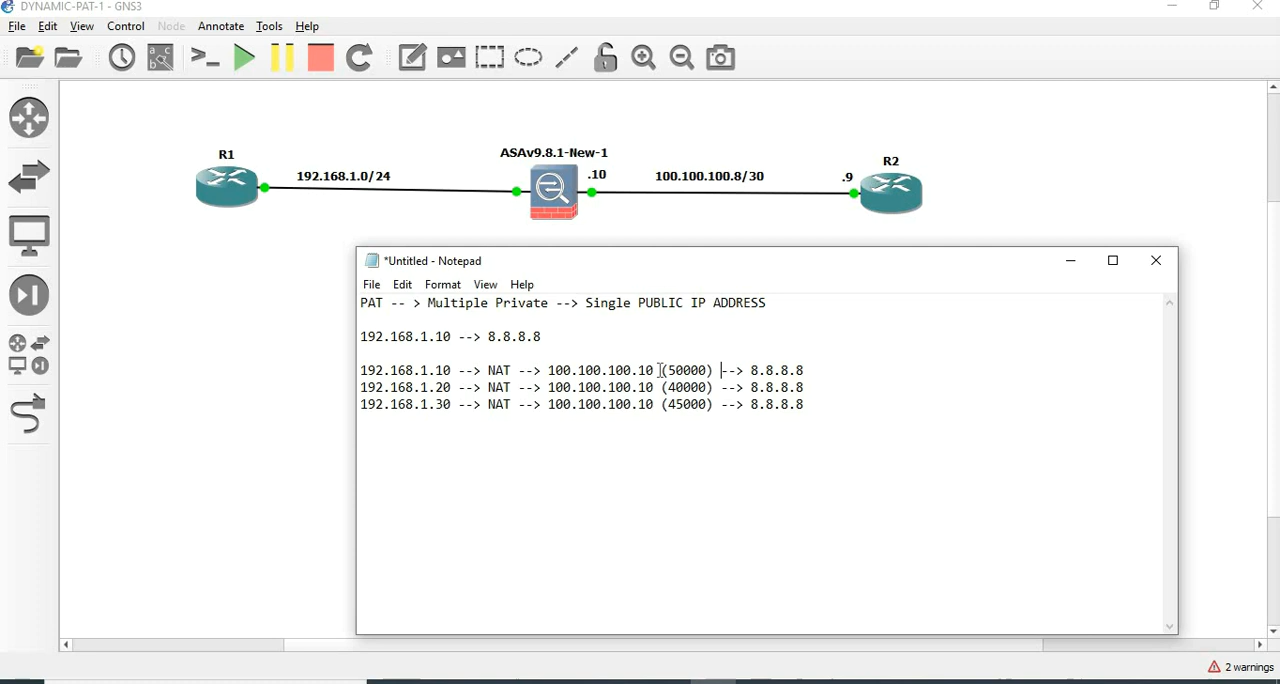 DYNAMIC-PAT-1 - GNS3
File Edit View Control Node Annotate Tools Help
R1
192.168.1.0/24
ASAv9.8.1-New-1
.10
100.100.100.8/30
.9
R2
*Untitled - Notepad
File Edit Format View Help
PAT -- > Multiple Private --> Single PUBLIC IP ADDRESS
192.168.1.10 --> 8.8.8.8
192.168.1.10 --> NAT --> 100.100.100.10 (50000) --> 8.8.8.8
192.168.1.20 --> NAT --> 100.100.100.10 (40000) --> 8.8.8.8
192.168.1.30 --> NAT --> 100.100.100.10 (45000) --> 8.8.8.8
2 warnings